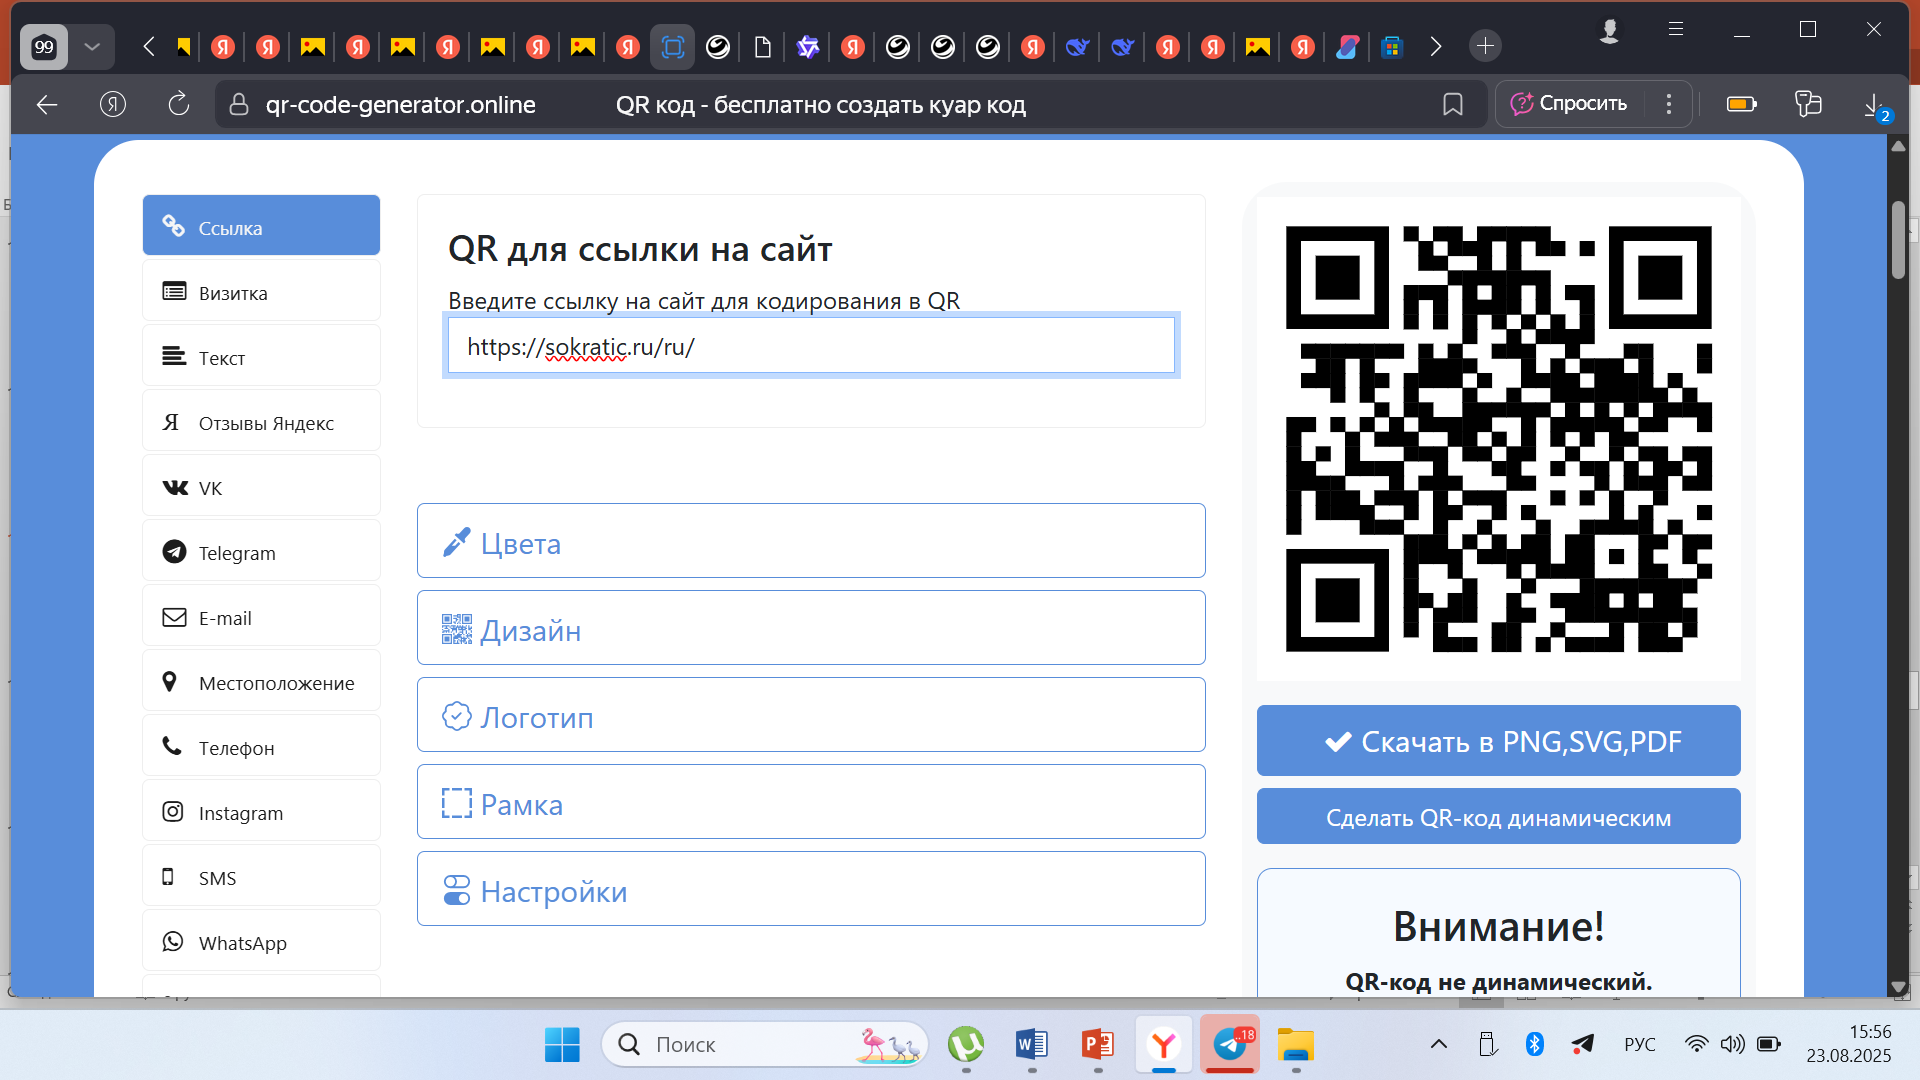 99
qr-code-generator.online
QR код - бесплатно создать куар код
Спросить
2
Ссылка
Визитка
Текст
Отзывы Яндекс
VK
Telegram
E-mail
Местоположение
Телефон
Instagram
SMS
WhatsApp
QR для ссылки на сайт
Введите ссылку на сайт для кодирования в QR
https://sokratic.ru/ru/
Цвета
Дизайн
Логотип
Рамка
Настройки
Скачать в PNG,SVG,PDF
Сделать QR-код динамическим
Внимание!
QR-код не динамический.
Поиск
РУС
15:56
23.08.2025